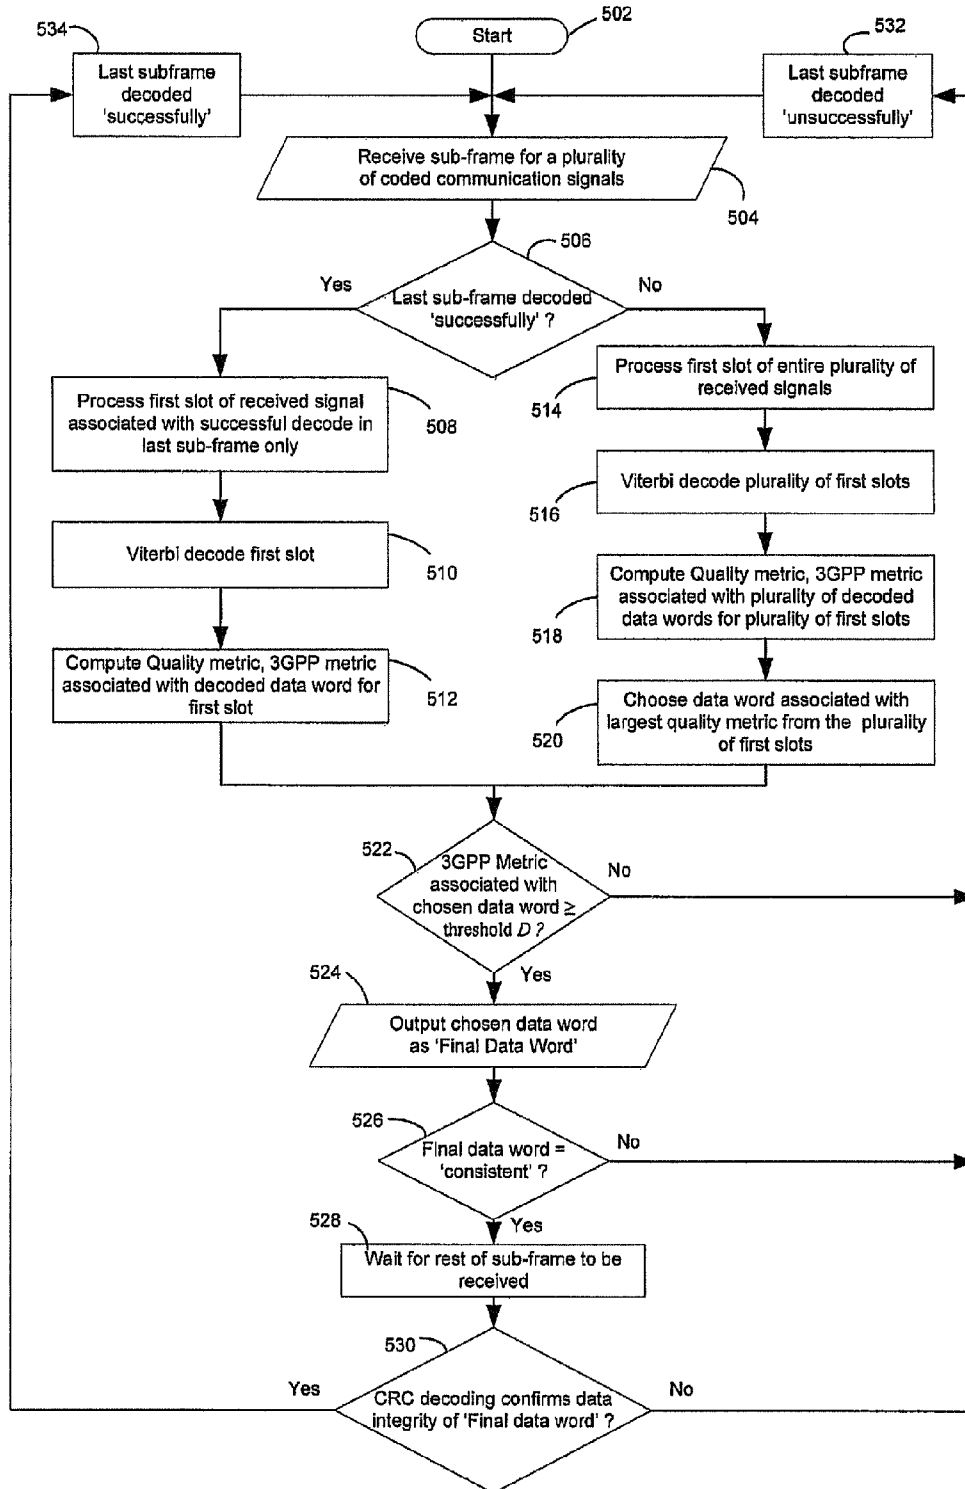 502
Start
534
Last subframe
decoded
'successfully'
532
Last subframe
decoded
'unsuccessfully'
Receive sub-frame for a plurality
of coded communication signals
504
506
Yes
No
Last sub-frame decoded
'successfully' ?
Process first slot of received signal
associated with successful decode in
last sub-frame only
508
Process first slot of entire plurality of
received signals
514
Viterbi decode first slot
510
Viterbi decode plurality of first slots
516
Compute Quality metric, 3GPP metric
associated with plurality of decoded
data words for plurality of first slots
518
Compute Quality metric, 3GPP metric
associated with decoded data word for
first slot
512
Choose data word associated with
largest quality metric from the plurality
of first slots
520
522
3GPP Metric
associated with
chosen data word ≥
threshold D ?
No
Yes
524
Output chosen data word
as 'Final Data Word'
526
Final data word =
'consistent' ?
No
Yes
528
Wait for rest of sub-frame to be
received
530
Yes
No
CRC decoding confirms data
integrity of 'Final data word' ?